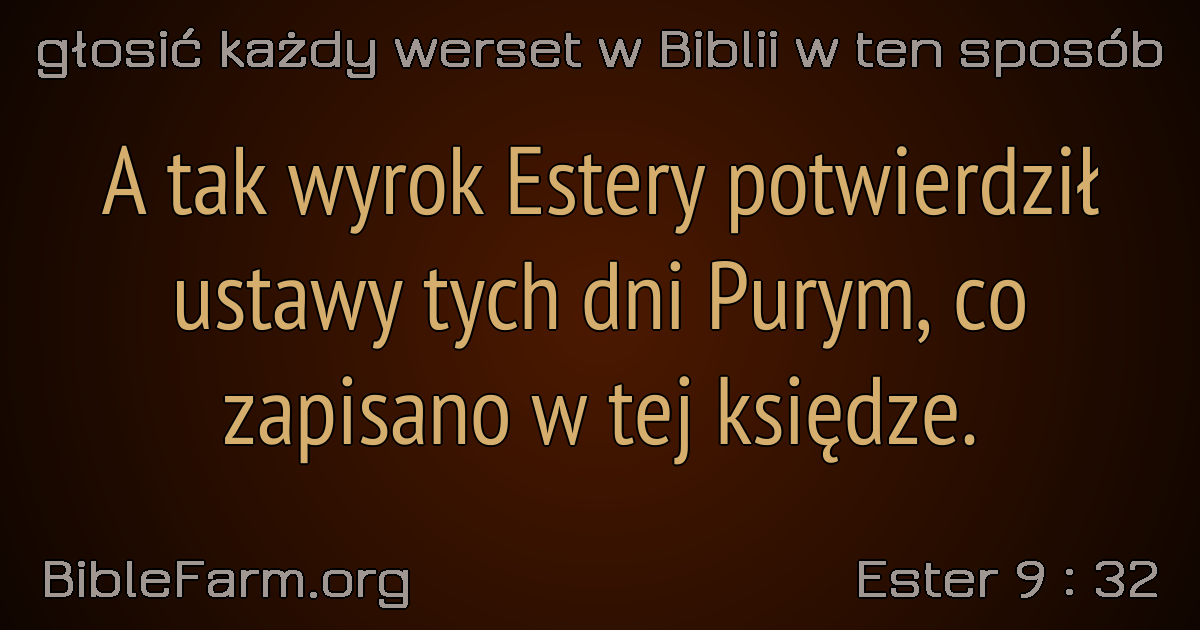 głosić każdy werset w Biblii w ten sposób
A tak wyrok Estery potwierdził
ustawy tych dni Purym, co
zapisano w tej księdze.
BibleFarm.org
Ester 9 : 32